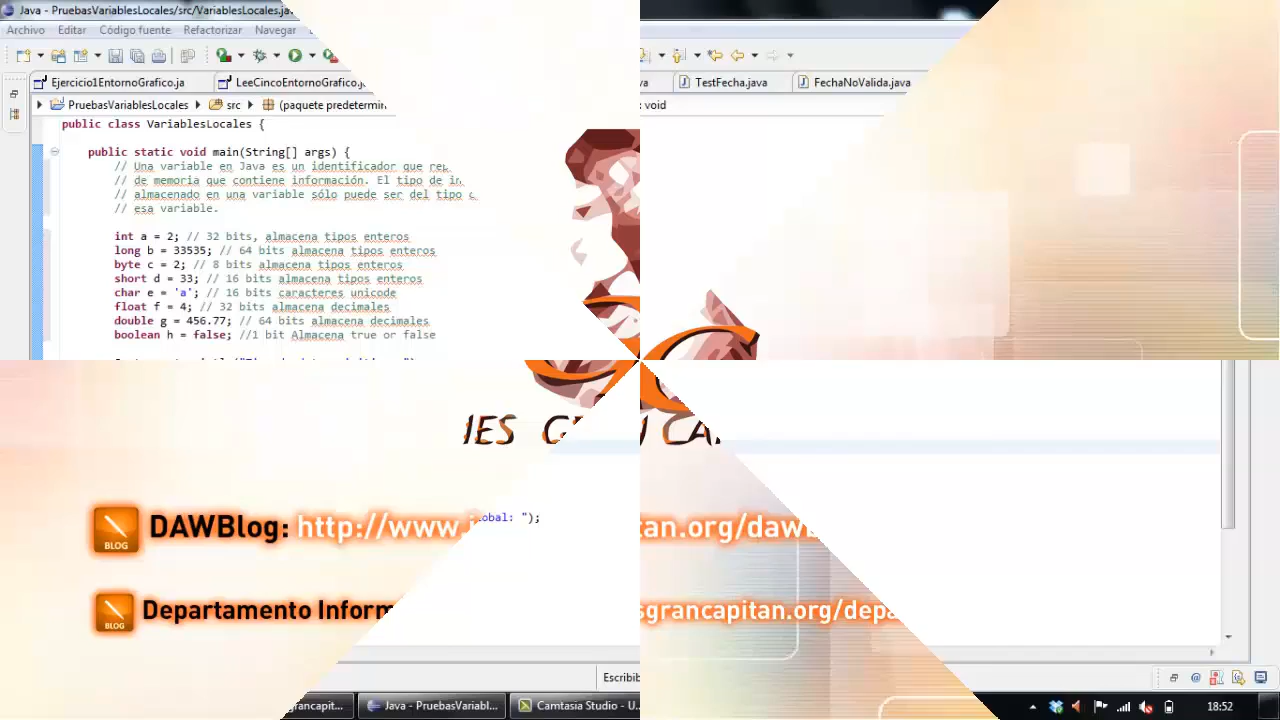 Java - PruebasVariablesLocales/src/VariablesLocales.jav
Archivo Editar Código fuente Refactorizar Navegar
Ejercicio1EntornoGrafico.ja LeeCincoEntornoGrafico.j TestFecha.java FechaNoValida.java
PruebasVariablesLocales src (paquete predetermin : void
public class VariablesLocales {
public static void main(String[] args) {
// Una variable en Java es un identificador que rep
// de memoria que contiene información. El tipo de in
// almacenado en una variable sólo puede ser del tipo
// esa variable.
int a = 2; // 32 bits, almacena tipos enteros
long b = 33535; // 64 bits almacena tipos enteros
byte c = 2; // 8 bits almacena tipos enteros
short d = 33; // 16 bits almacena tipos enteros
char e = 'a'; // 16 bits caracteres unicode
float f = 4; // 32 bits almacena decimales
double g = 456.77; // 64 bits almacena decimales
boolean h = false; //1 bit Almacena true or false
IES G CA
DAWBlog: http://www. lobal: "); tan.org/daw
BLOG
Departamento Inform sgrancapitan.org/depa
BLOG
Escribib
grancapit... Java - PruebasVariabl... Camtasia Studio - U... 18:52